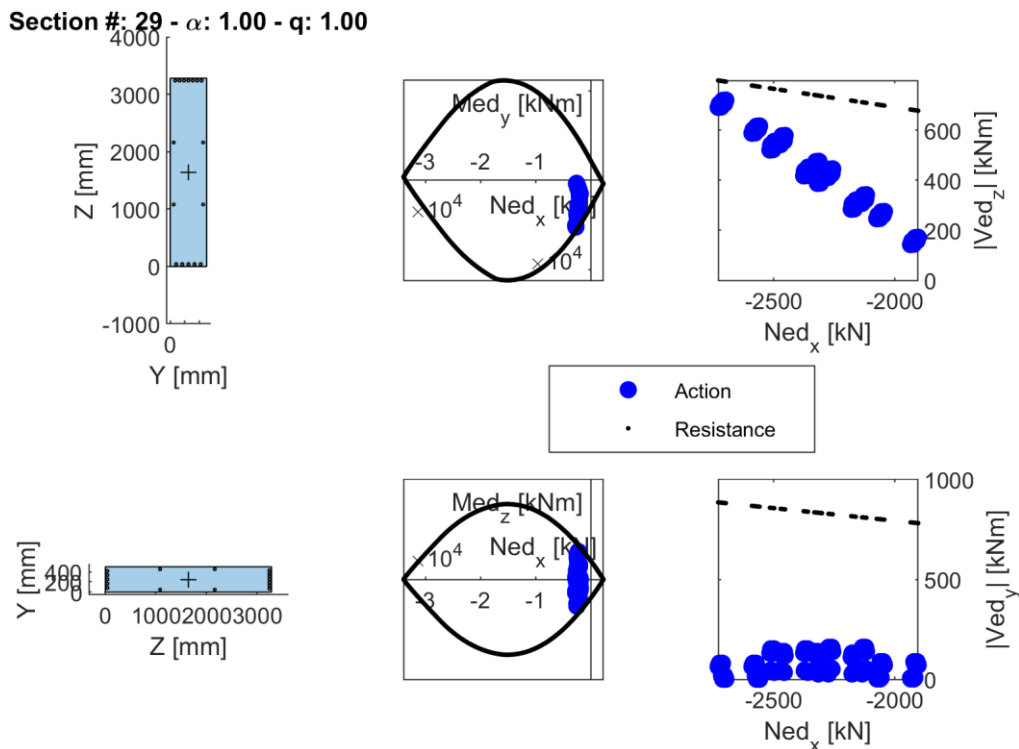 Section #: 29 - α: 1.00 - q: 1.00
4000
3000
2000
1000
0
-1000
Z [mm]
0
Y [mm]
Med_y [kNm]
-3 -2 -1
Ned_x [kN]
×10^4
×10^4
600
400
200
0
|Ved_z| [kNm]
-2500 -2000
Ned_x [kN]
Action
Resistance
400
200
0
Y [mm]
0 1000 2000 3000
Z [mm]
Med_z [kNm]
Ned_x [kN]
×10^4
-3 -2 -1
1000
500
0
|Ved_y| [kNm]
-2500 -2000
Ned_x [kN]